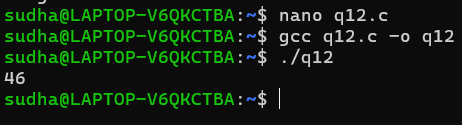 sudha@LAPTOP-V6QKCTBA:~$ nano q12.c
sudha@LAPTOP-V6QKCTBA:~$ gcc q12.c -o q12
sudha@LAPTOP-V6QKCTBA:~$ ./q12
46
sudha@LAPTOP-V6QKCTBA:~$